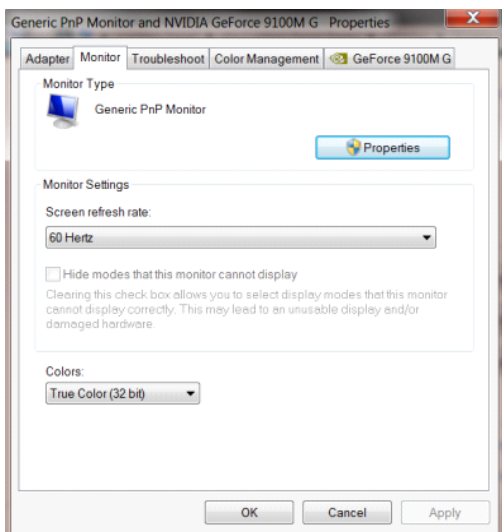 Generic PnP Monitor and NVIDIA GeForce 9100M G Properties
Adapter Monitor Troubleshoot Color Management GeForce 9100M G
Monitor Type
Generic PnP Monitor
Properties
Monitor Settings
Screen refresh rate:
60 Hertz
Hide modes that this monitor cannot display
Clearing this check box allows you to select display modes that this monitor
cannot display correctly. This may lead to an unusable display and/or
damaged hardware.
Colors:
True Color (32 bit)
OK Cancel Apply